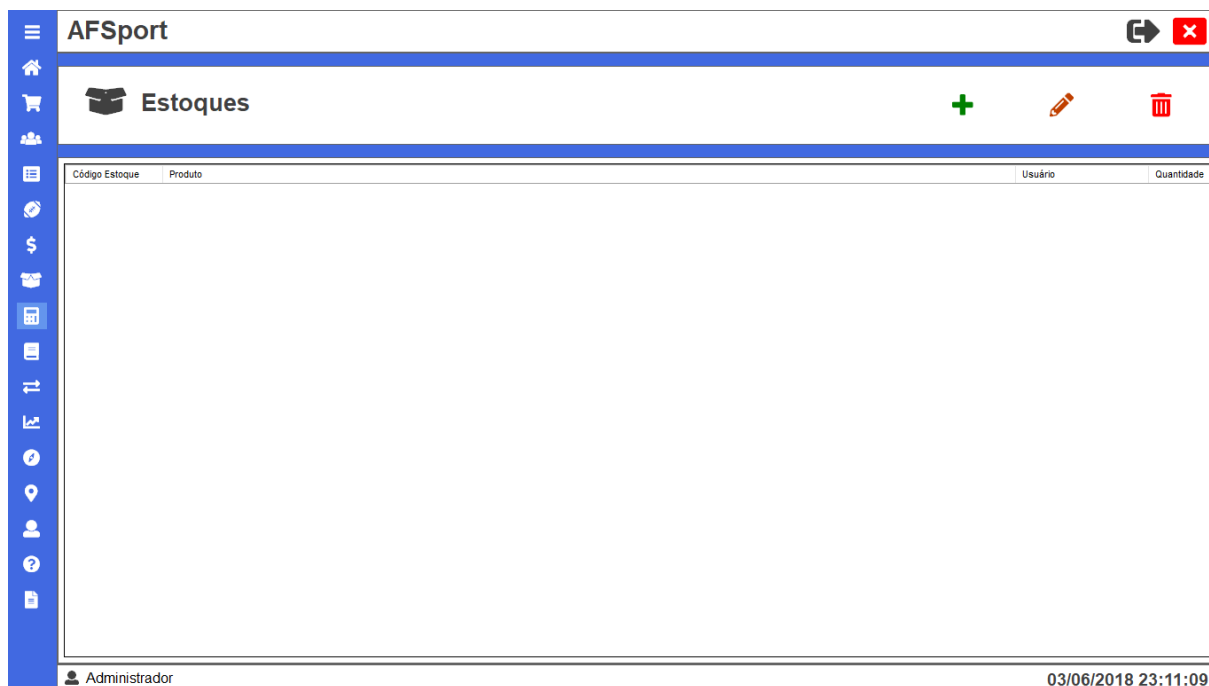 AFSport
Estoques
Código Estoque Produto Usuário Quantidade
Administrador 03/06/2018 23:11:09